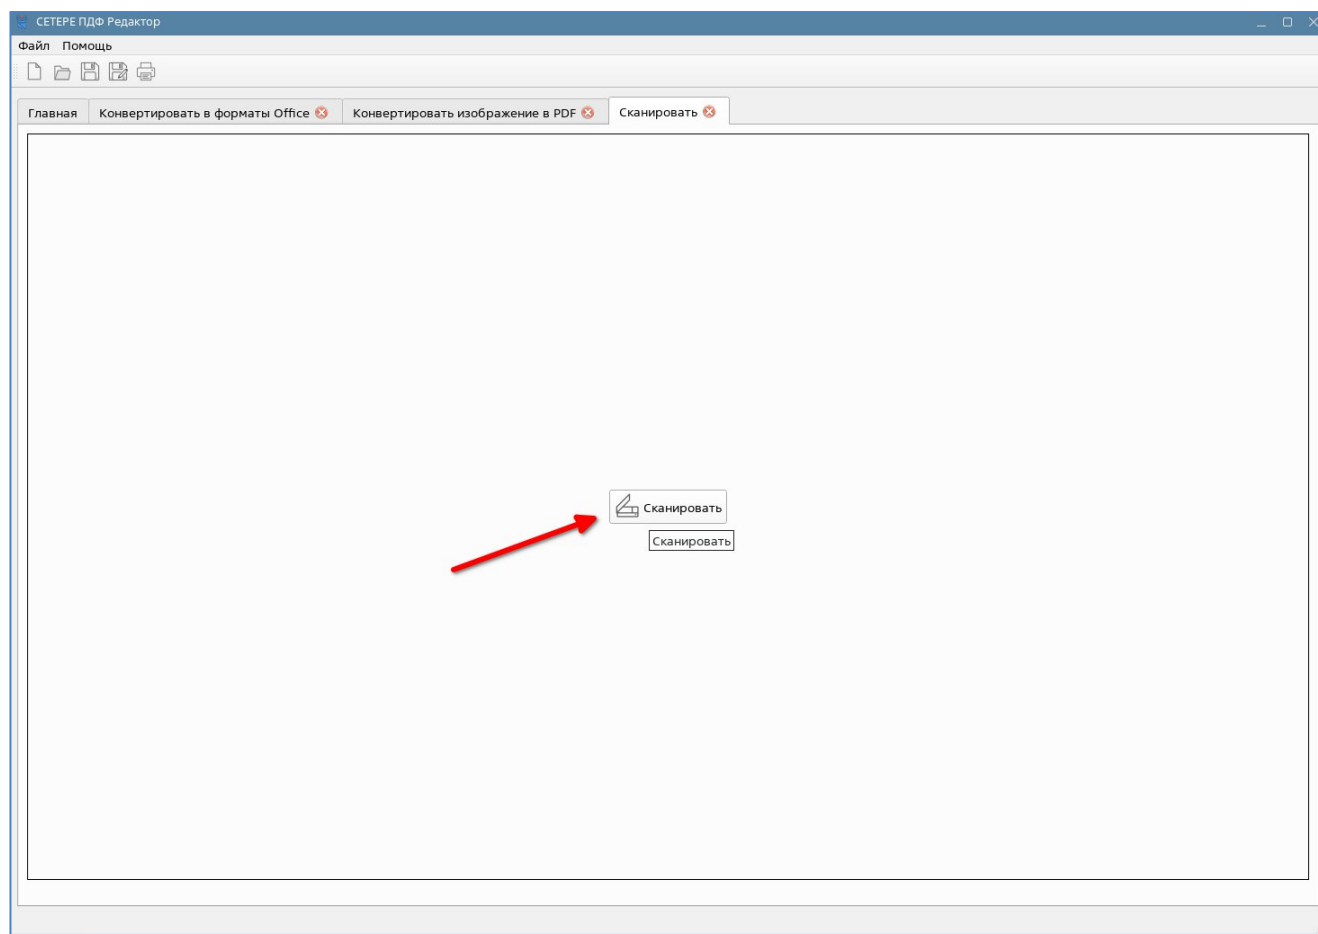 СЕТЕРЕ ПДФ Редактор
Файл Помощь
Главная Конвертировать в форматы Office Конвертировать изображение в PDF Сканировать
Сканировать
Сканировать